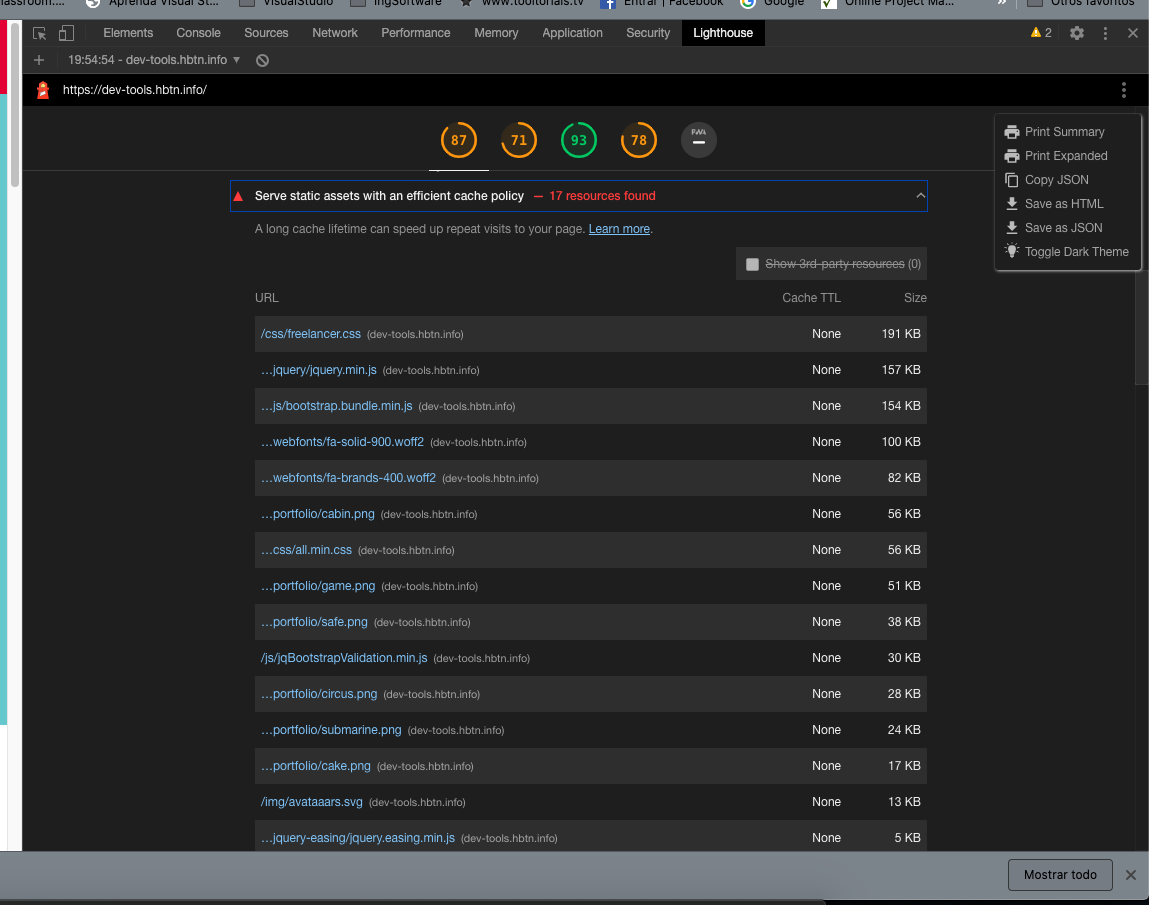 Aprenda Visual St...
VisualStudio
IngSoftware
www.tooltorials.tv
Entrar | Facebook
Google
Online Project Ma...
»
Otros favoritos
Elements Console Sources Network Performance Memory Application Security Lighthouse 2
19:54:54 - dev-tools.hbtn.info
https://dev-tools.hbtn.info/
87 71 93 78 PWA
Print Summary
Print Expanded
Copy JSON
Save as HTML
Save as JSON
Toggle Dark Theme
Serve static assets with an efficient cache policy — 17 resources found
A long cache lifetime can speed up repeat visits to your page. Learn more.
Show 3rd-party resources (0)
URL Cache TTL Size
/css/freelancer.css (dev-tools.hbtn.info) None 191 KB
…jquery/jquery.min.js (dev-tools.hbtn.info) None 157 KB
…js/bootstrap.bundle.min.js (dev-tools.hbtn.info) None 154 KB
…webfonts/fa-solid-900.woff2 (dev-tools.hbtn.info) None 100 KB
…webfonts/fa-brands-400.woff2 (dev-tools.hbtn.info) None 82 KB
…portfolio/cabin.png (dev-tools.hbtn.info) None 56 KB
…css/all.min.css (dev-tools.hbtn.info) None 56 KB
…portfolio/game.png (dev-tools.hbtn.info) None 51 KB
…portfolio/safe.png (dev-tools.hbtn.info) None 38 KB
/js/jqBootstrapValidation.min.js (dev-tools.hbtn.info) None 30 KB
…portfolio/circus.png (dev-tools.hbtn.info) None 28 KB
…portfolio/submarine.png (dev-tools.hbtn.info) None 24 KB
…portfolio/cake.png (dev-tools.hbtn.info) None 17 KB
/img/avataaars.svg (dev-tools.hbtn.info) None 13 KB
…jquery-easing/jquery.easing.min.js (dev-tools.hbtn.info) None 5 KB
Mostrar todo